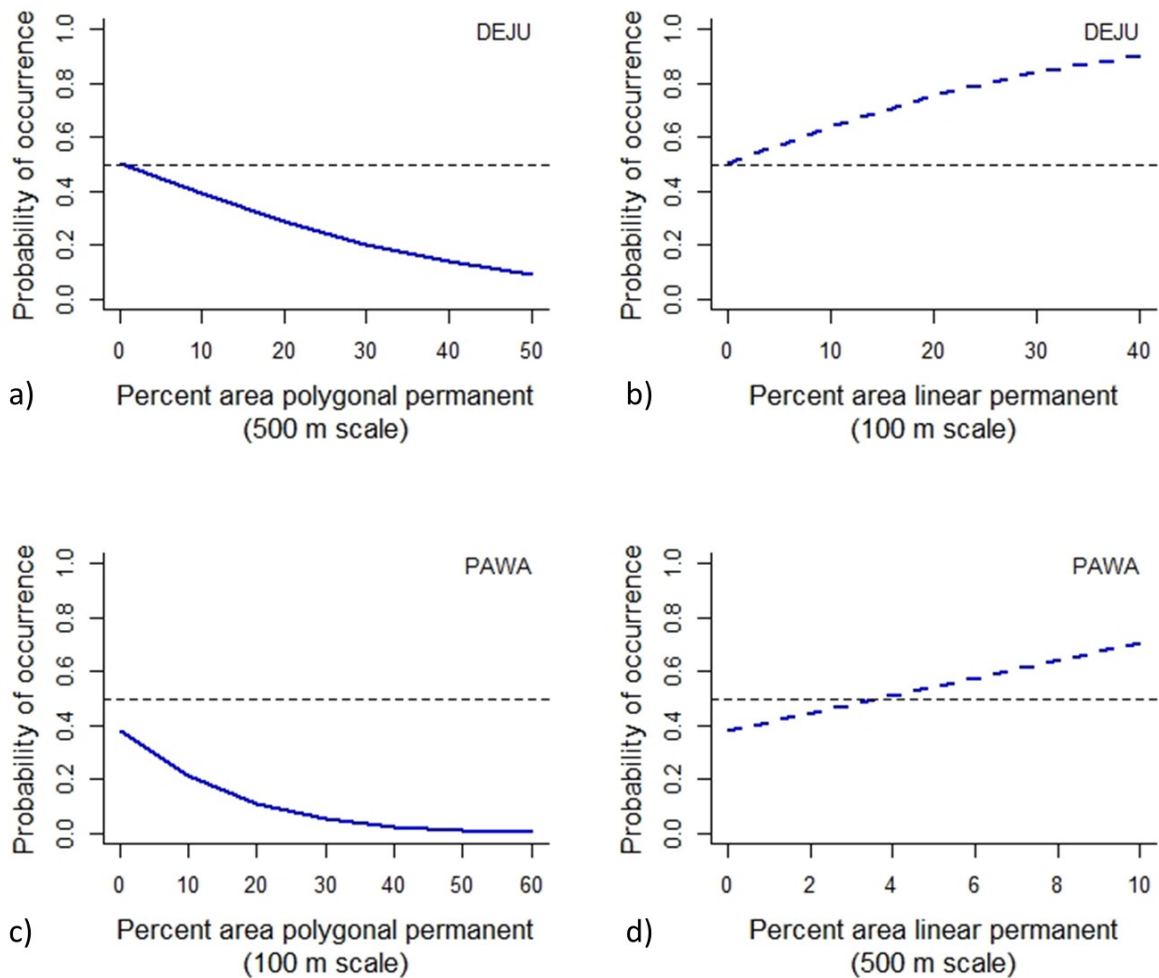 DEJU
Probability of occurrence
1.0
0.8
0.6
0.4
0.2
0.0
0 10 20 30 40 50
a) Percent area polygonal permanent
(500 m scale)
DEJU
Probability of occurrence
1.0
0.8
0.6
0.4
0.2
0.0
0 10 20 30 40
b) Percent area linear permanent
(100 m scale)
PAWA
Probability of occurrence
1.0
0.8
0.6
0.4
0.2
0.0
0 10 20 30 40 50 60
c) Percent area polygonal permanent
(100 m scale)
PAWA
Probability of occurrence
1.0
0.8
0.6
0.4
0.2
0.0
0 2 4 6 8 10
d) Percent area linear permanent
(500 m scale)